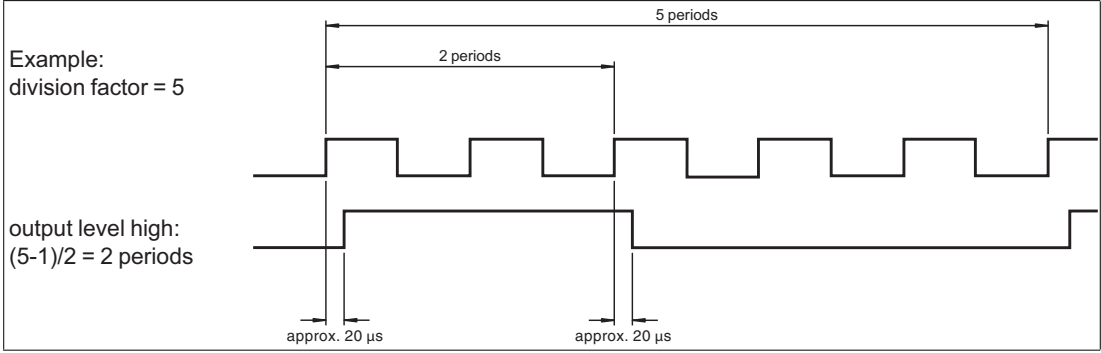 5 periods
Example:
2 periods
division factor = 5
output level high:
(5-1)/2 = 2 periods
approx. 20 µs
approx. 20 µs